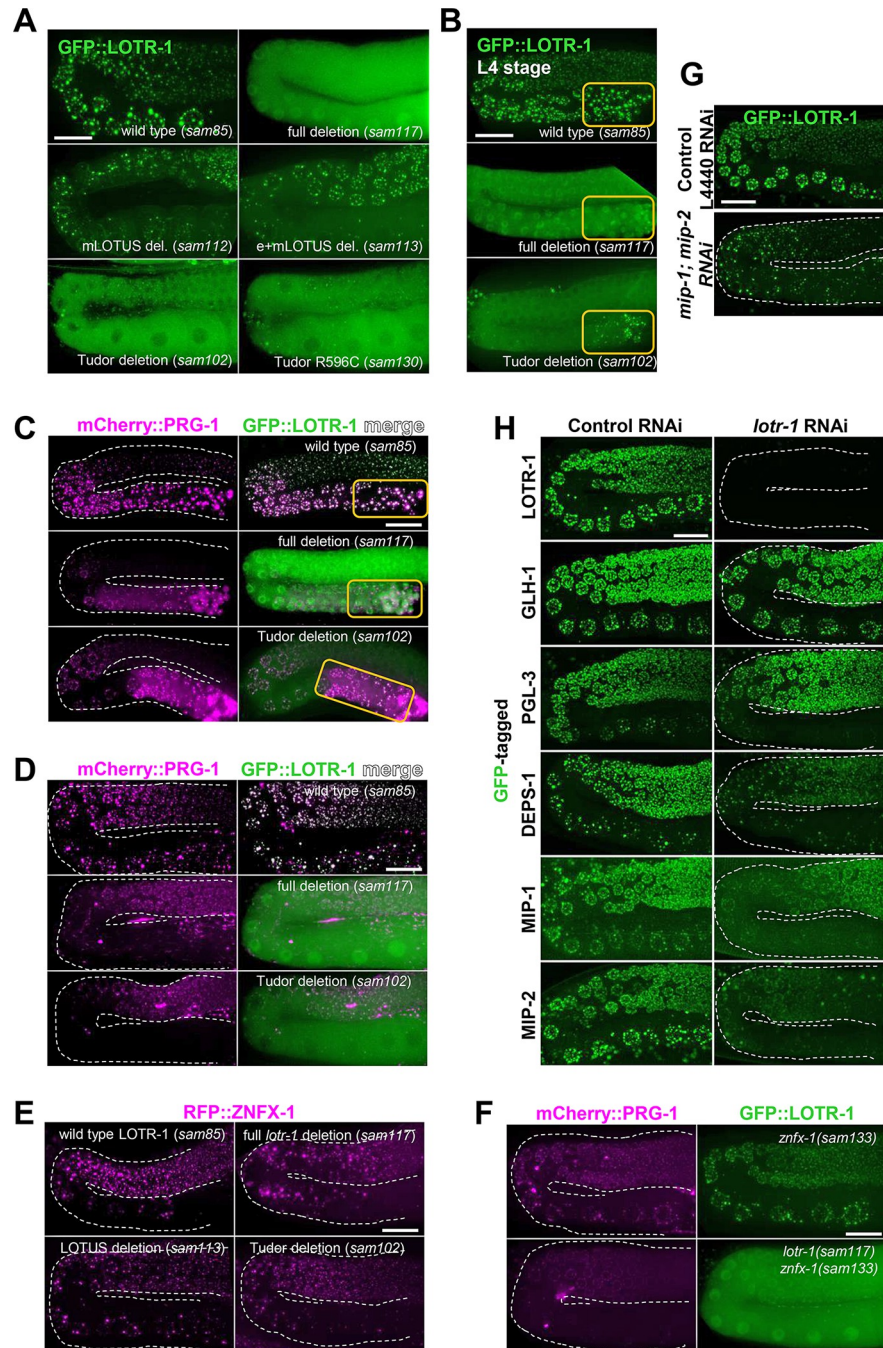 A
GFP::LOTR-1
wild type (sam85)
full deletion (sam117)
mLOTUS del. (sam112)
e+mLOTUS del. (sam113)
Tudor deletion (sam102)
Tudor R596C (sam130)
B
GFP::LOTR-1
L4 stage
wild type (sam85)
full deletion (sam117)
Tudor deletion (sam102)
G
GFP::LOTR-1
Control
L4440 RNAi
mip-1; mip-2
RNAi
C
mCherry::PRG-1
GFP::LOTR-1 merge
wild type (sam85)
full deletion (sam117)
Tudor deletion (sam102)
D
mCherry::PRG-1
GFP::LOTR-1 merge
wild type (sam85)
full deletion (sam117)
Tudor deletion (sam102)
H
Control RNAi
lotr-1 RNAi
GFP-tagged
LOTR-1
GLH-1
PGL-3
DEPS-1
MIP-1
MIP-2
E
RFP::ZNFX-1
wild type LOTR-1 (sam85)
full lotr-1 deletion (sam117)
LOTUS deletion (sam113)
Tudor deletion (sam102)
F
mCherry::PRG-1
GFP::LOTR-1
znfx-1(sam133)
lotr-1(sam117)
znfx-1(sam133)